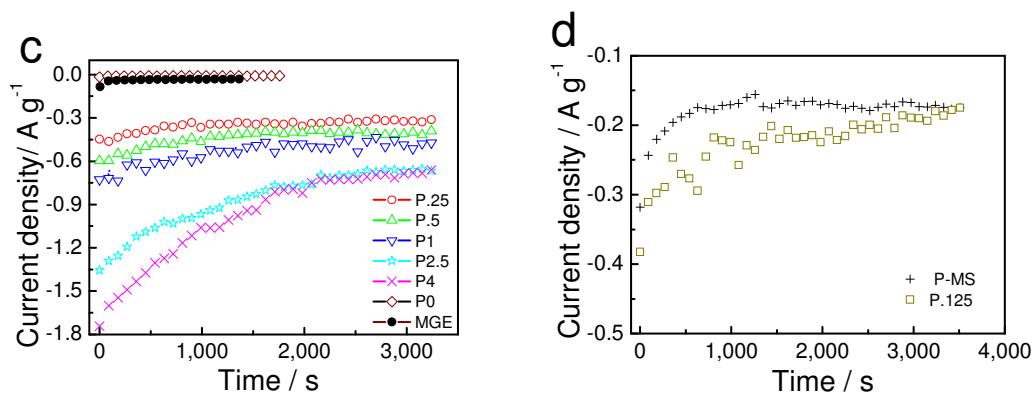 c
Current density/ A g⁻¹
0.0
-0.3
-0.6
-0.9
-1.2
-1.5
-1.8
0
1,000
2,000
3,000
Time / s
P.25
P.5
P1
P2.5
P4
P0
MGE
d
Current density/ A g⁻¹
-0.1
-0.2
-0.3
-0.4
-0.5
0
1,000
2,000
3,000
4,000
Time / s
P-MS
P.125